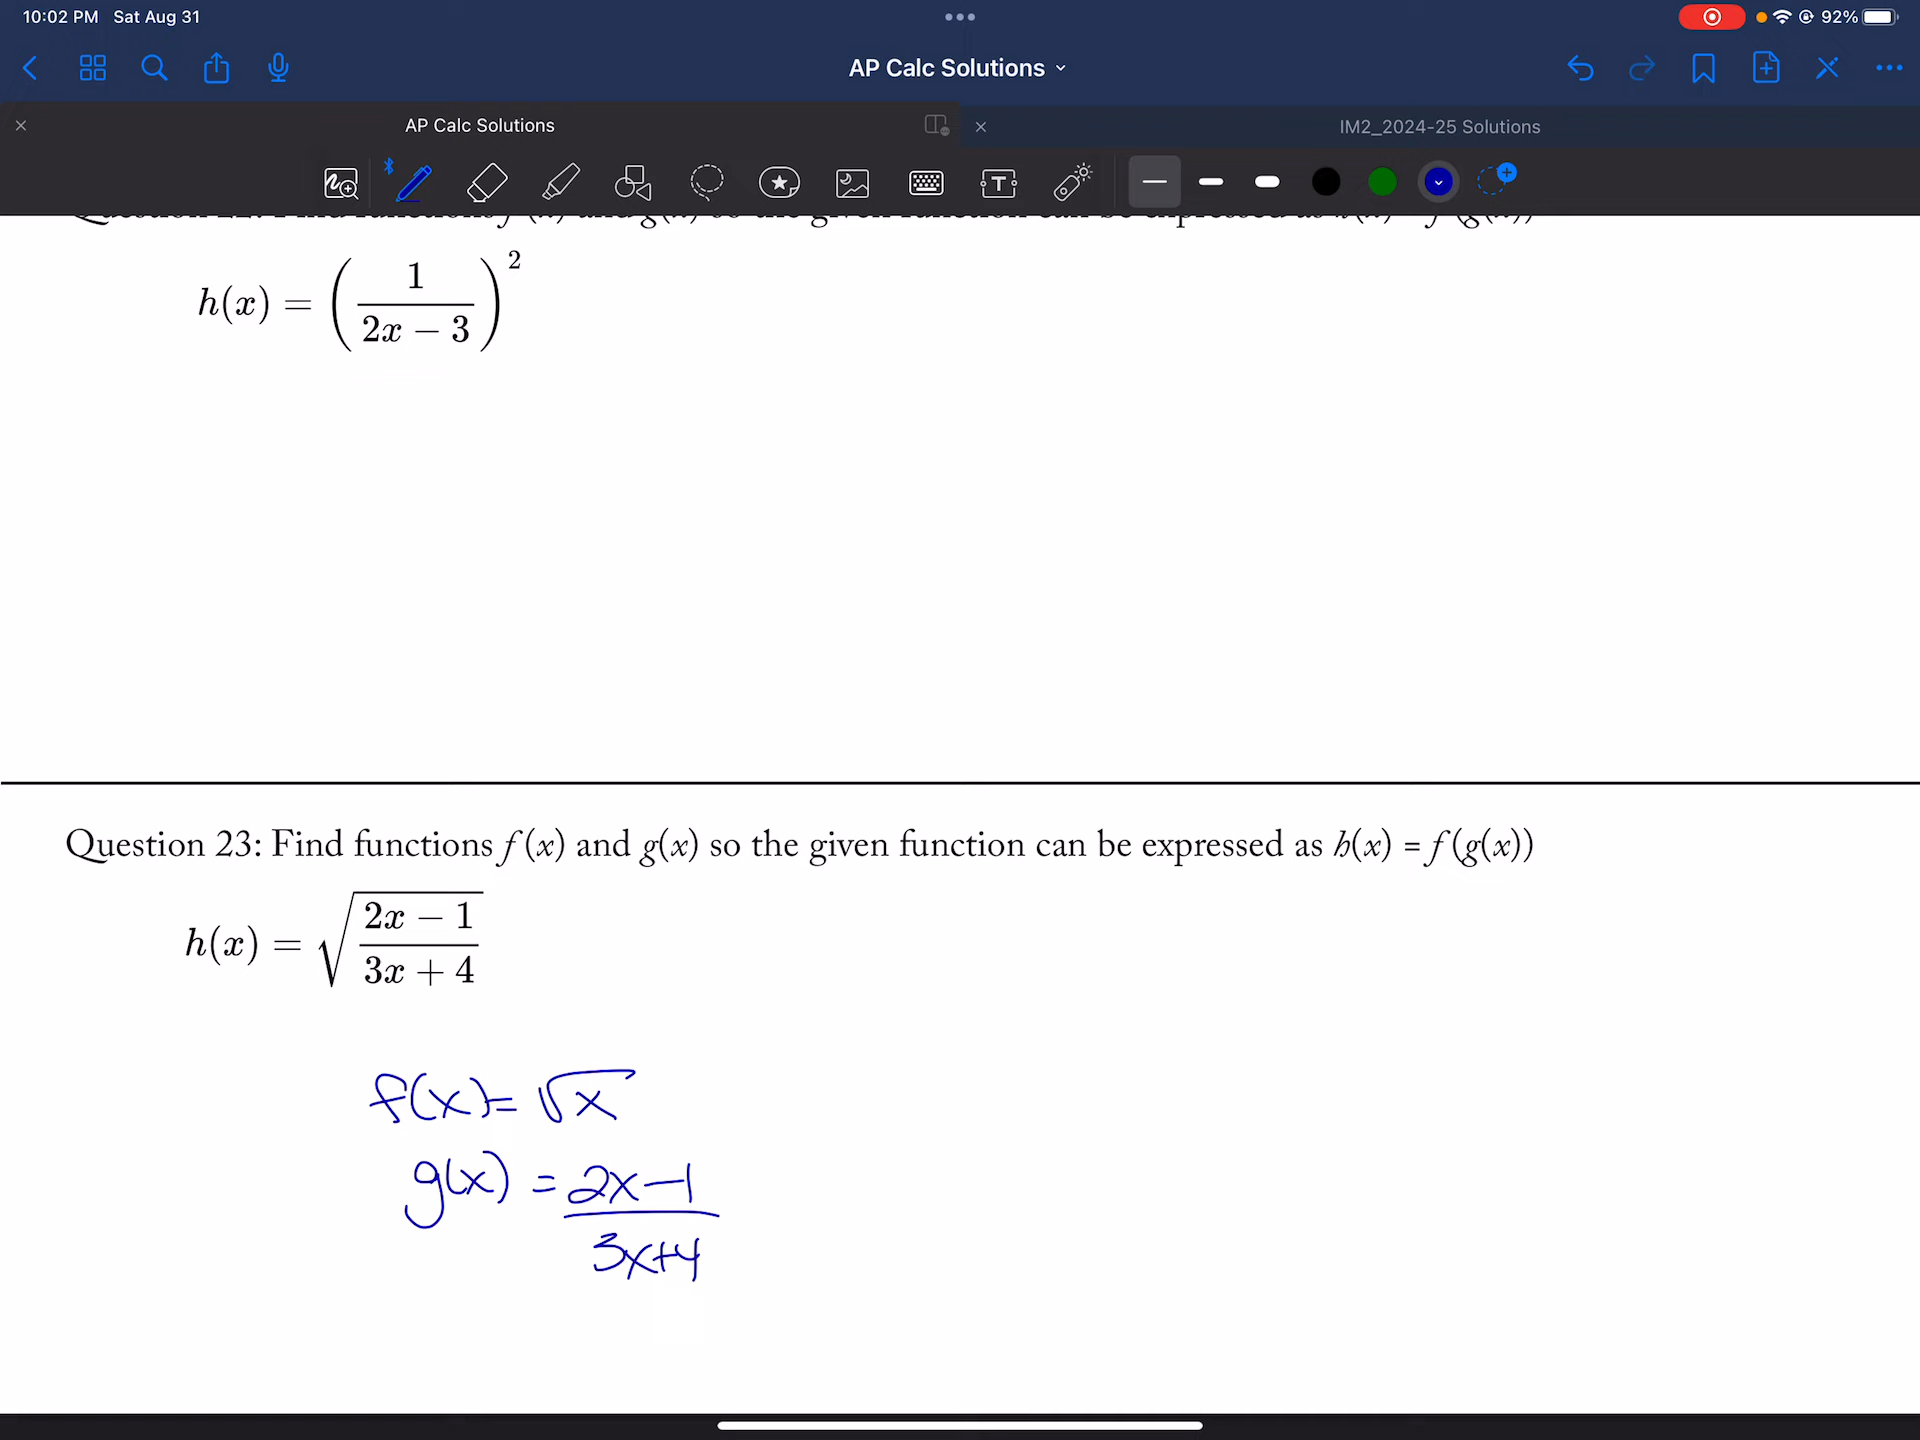 10:02 PM Sat Aug 31
92%
AP Calc Solutions
AP Calc Solutions
IM2_2024-25 Solutions
h(x) = (1/(2x − 3))^2
Question 23: Find functions f(x) and g(x) so the given function can be expressed as h(x) = f(g(x))
h(x) = √((2x − 1)/(3x + 4))
f(x)= √x
g(x) = 2x−1
3x+4